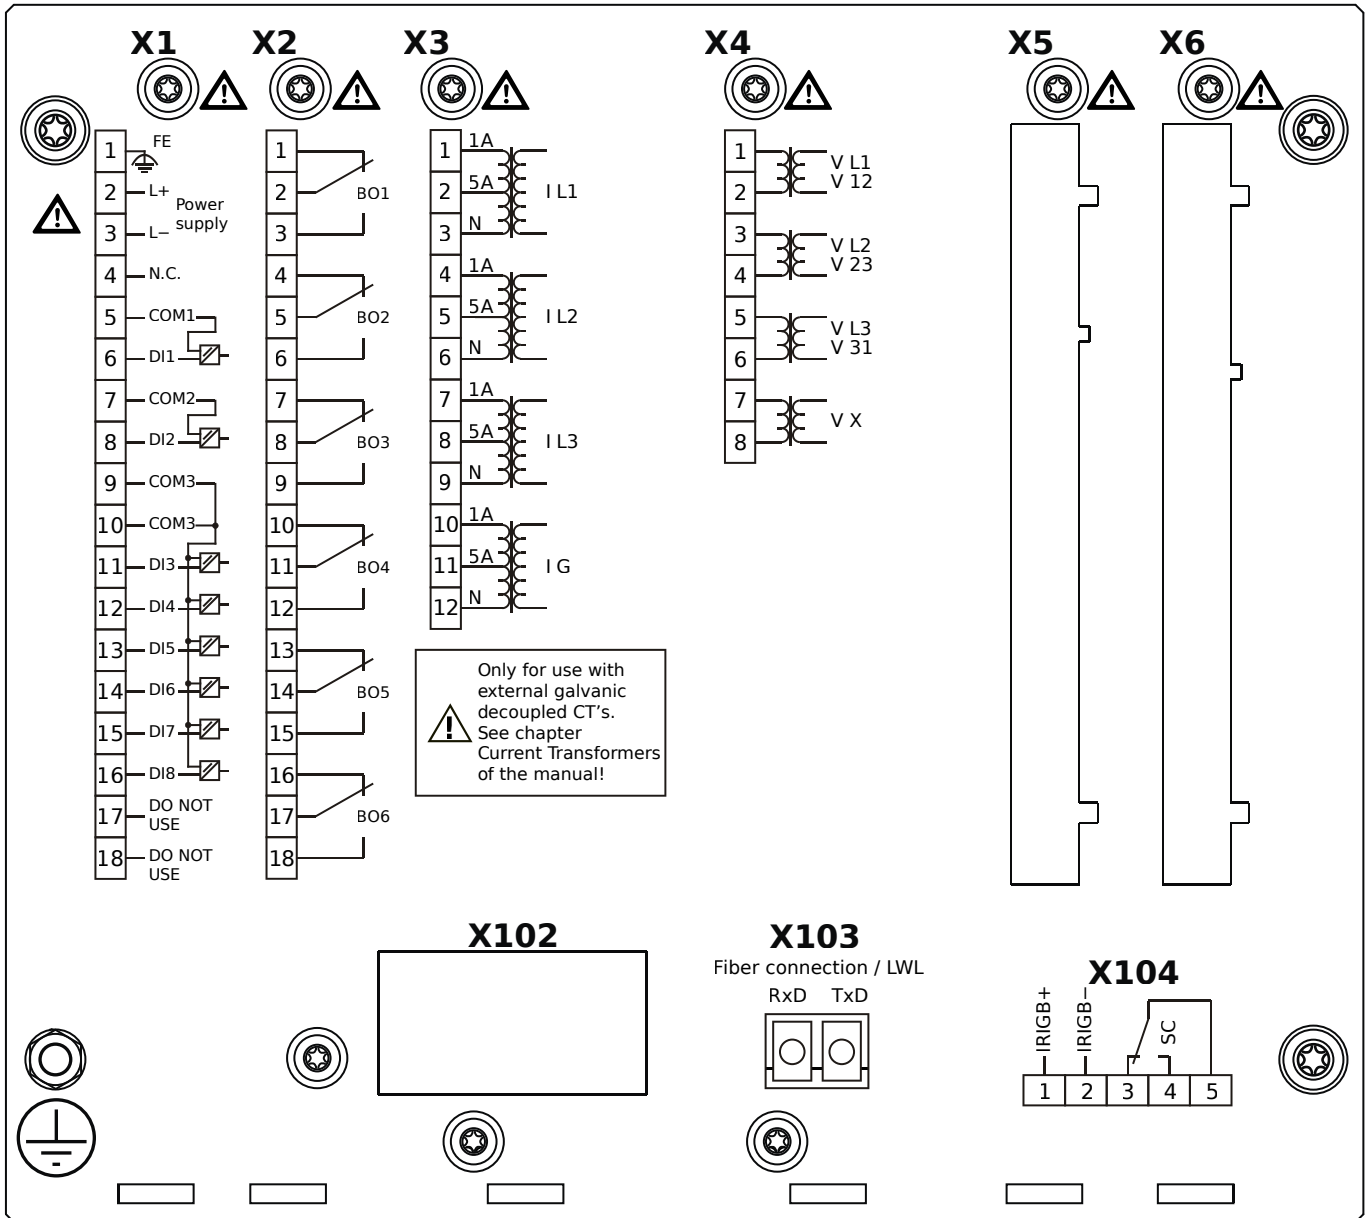 X1
X2
X3
X4
X5
X6
1
FE
2
L+
Power
supply
3
L−
4
N.C.
5
COM1
6
DI1
7
COM2
8
DI2
9
COM3
10
COM3
11
DI3
12
DI4
13
DI5
14
DI6
15
DI7
16
DI8
17
DO NOT
USE
18
DO NOT
USE
1
2
BO1
3
4
5
BO2
6
7
8
BO3
9
10
11
BO4
12
13
14
BO5
15
16
17
BO6
18
1
1A
2
5A
I L1
3
N
4
1A
5
5A
I L2
6
N
7
1A
8
5A
I L3
9
N
10
1A
11
5A
I G
12
N
Only for use with
external galvanic
decoupled CT's.
See chapter
Current Transformers
of the manual!
1
V L1
2
V 12
3
V L2
4
V 23
5
V L3
6
V 31
7
V X
8
X102
X103
Fiber connection / LWL
RxD TxD
X104
IRIGB+
IRIGB−
SC
1 2 3 4 5